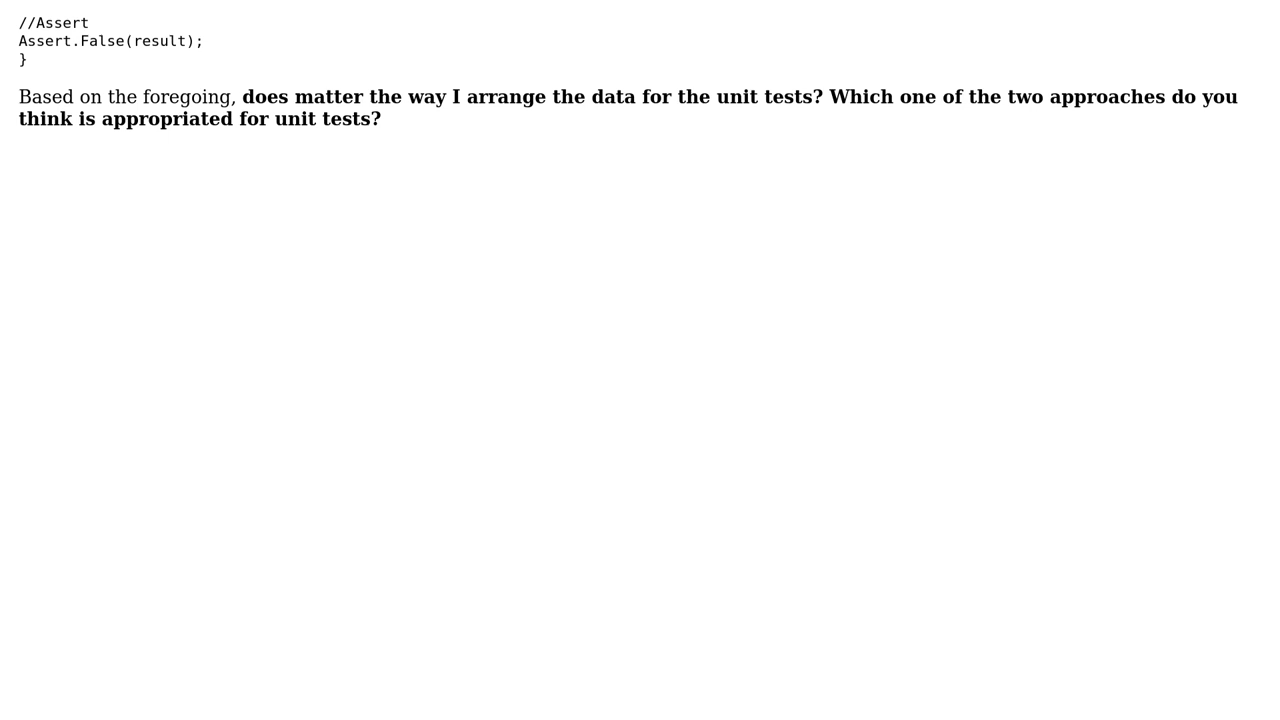 //Assert
Assert.False(result);
}
Based on the foregoing, does matter the way I arrange the data for the unit tests? Which one of the two approaches do you
think is appropriated for unit tests?